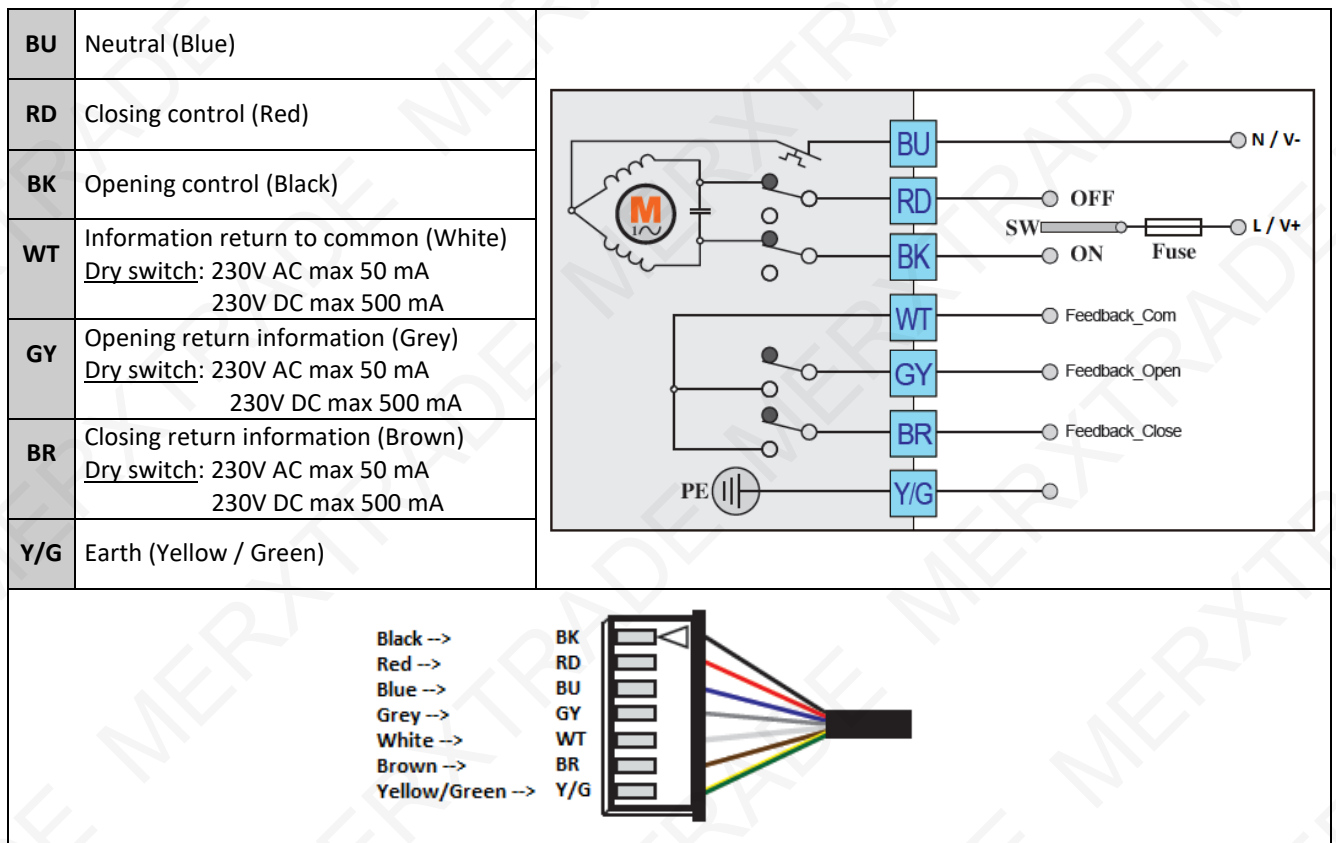 BU Neutral (Blue)
RD Closing control (Red)
BK Opening control (Black)
WT Information return to common (White)
Dry switch: 230V AC max 50 mA
230V DC max 500 mA
GY Opening return information (Grey)
Dry switch: 230V AC max 50 mA
230V DC max 500 mA
BR Closing return information (Brown)
Dry switch: 230V AC max 50 mA
230V DC max 500 mA
Y/G Earth (Yellow / Green)
M
1
BU N / V-
RD OFF
SW Fuse L / V+
BK ON
WT Feedback_Com
GY Feedback_Open
BR Feedback_Close
PE Y/G
Black --> BK
Red --> RD
Blue --> BU
Grey --> GY
White --> WT
Brown --> BR
Yellow/Green --> Y/G
MERXTRADE